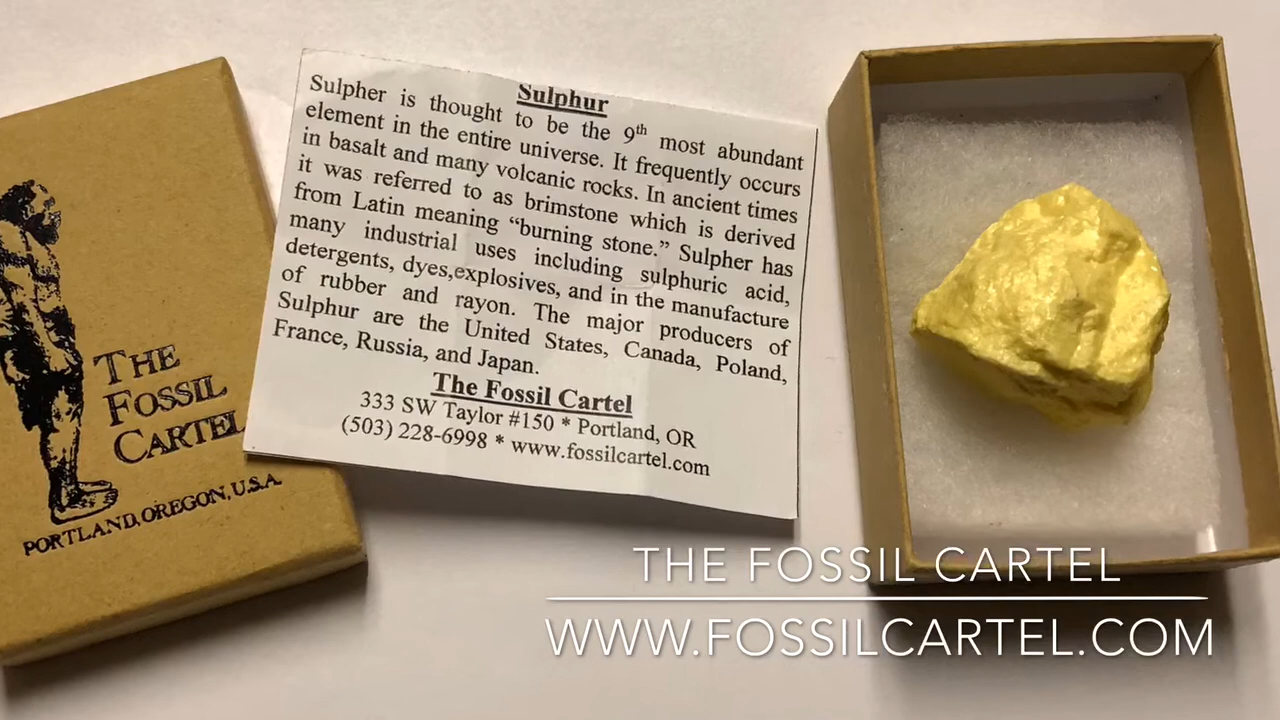 THE
FOSSIL
CARTEL
PORTLAND, OREGON, U.S.A.
Sulphur
Sulpher is thought to be the 9th most abundant
element in the entire universe. It frequently occurs
in basalt and many volcanic rocks. In ancient times
it was referred to as brimstone which is derived
from Latin meaning “burning stone.” Sulpher has
many industrial uses including sulphuric acid,
detergents, dyes,explosives, and in the manufacture
of rubber and rayon. The major producers of
Sulphur are the United States, Canada, Poland,
France, Russia, and Japan.
The Fossil Cartel
333 SW Taylor #150 * Portland, OR
(503) 228-6998 * www.fossilcartel.com
THE FOSSIL CARTEL
WWW.FOSSILCARTEL.COM